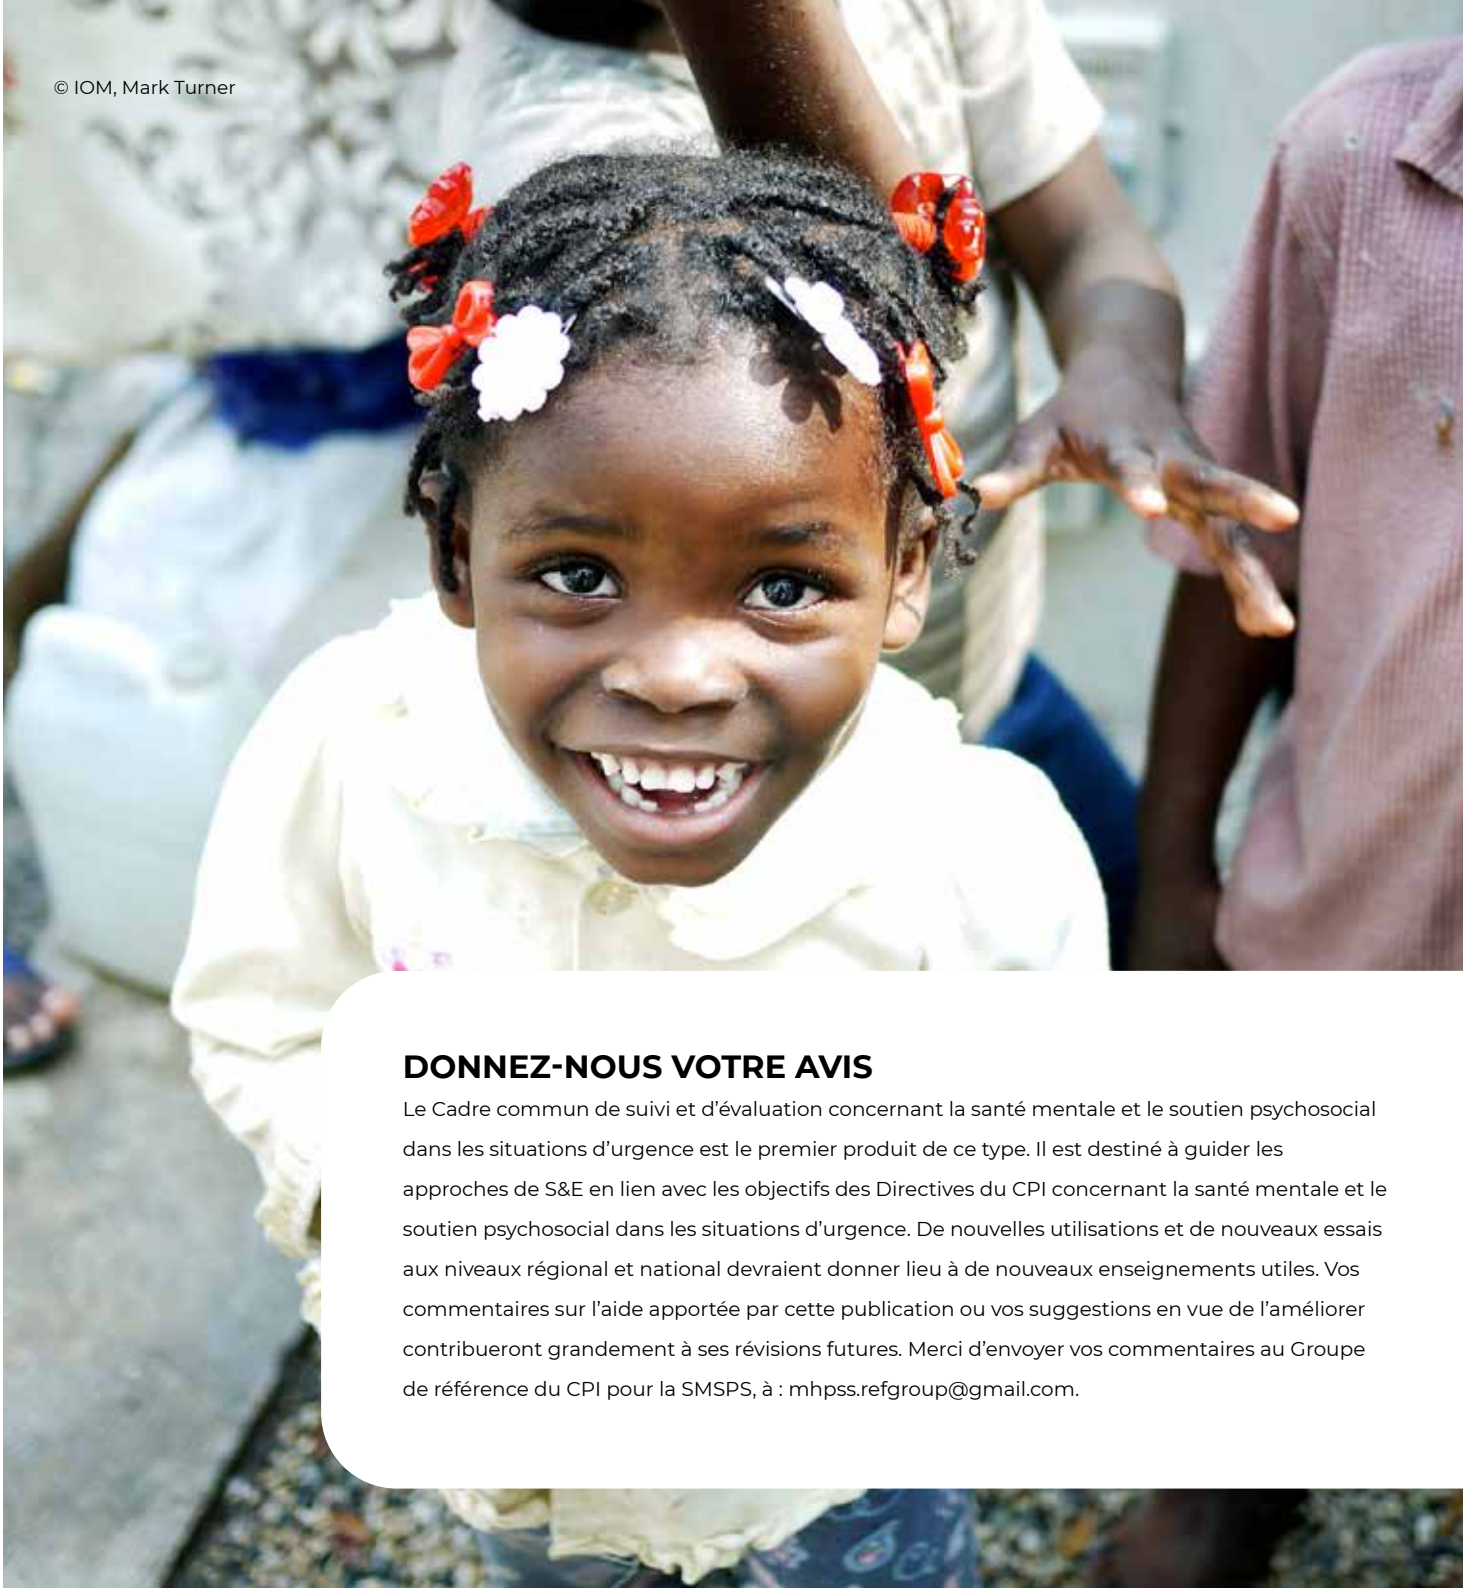 © IOM, Mark Turner
DONNEZ-NOUS VOTRE AVIS
Le Cadre commun de suivi et d’évaluation concernant la santé mentale et le soutien psychosocial
dans les situations d’urgence est le premier produit de ce type. Il est destiné à guider les
approches de S&E en lien avec les objectifs des Directives du CPI concernant la santé mentale et le
soutien psychosocial dans les situations d’urgence. De nouvelles utilisations et de nouveaux essais
aux niveaux régional et national devraient donner lieu à de nouveaux enseignements utiles. Vos
commentaires sur l’aide apportée par cette publication ou vos suggestions en vue de l’améliorer
contribueront grandement à ses révisions futures. Merci d’envoyer vos commentaires au Groupe
de référence du CPI pour la SMSPS, à : mhpss.refgroup@gmail.com.